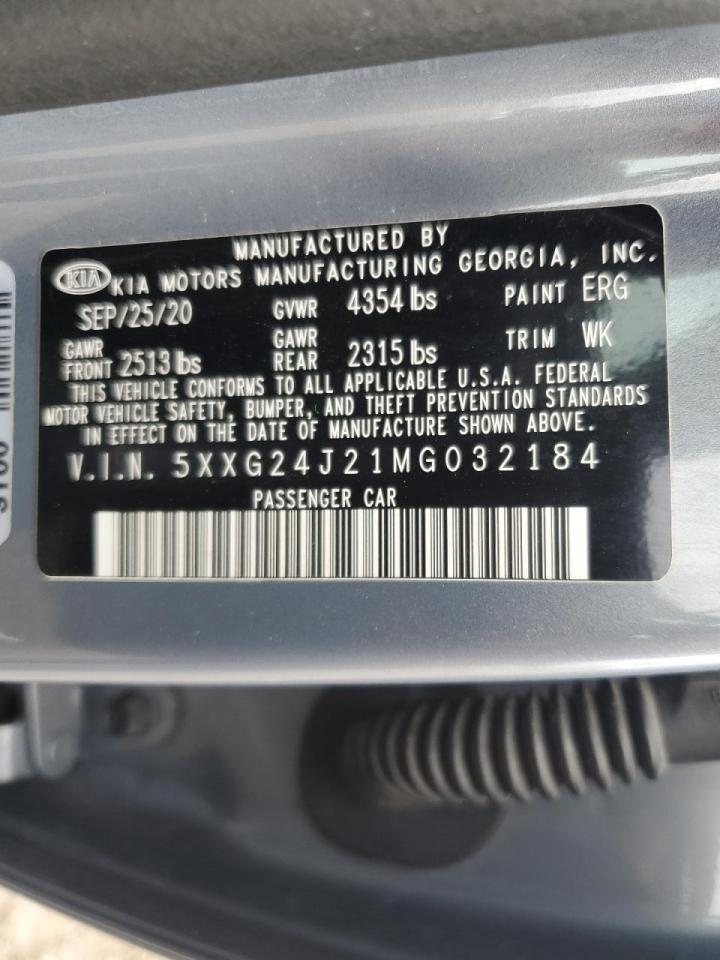 MANUFACTURED BY
KIA KIA MOTORS MANUFACTURING GEORGIA, INC.
SEP/25/20 GVWR 4354 lbs PAINT ERG
GAWR FRONT 2513 lbs GAWR REAR 2315 lbs TRIM WK
THIS VEHICLE CONFORMS TO ALL APPLICABLE U.S.A. FEDERAL
MOTOR VEHICLE SAFETY, BUMPER, AND THEFT PREVENTION STANDARDS
IN EFFECT ON THE DATE OF MANUFACTURE SHOWN ABOVE.
V.I.N. 5XXG24J21MG032184
PASSENGER CAR